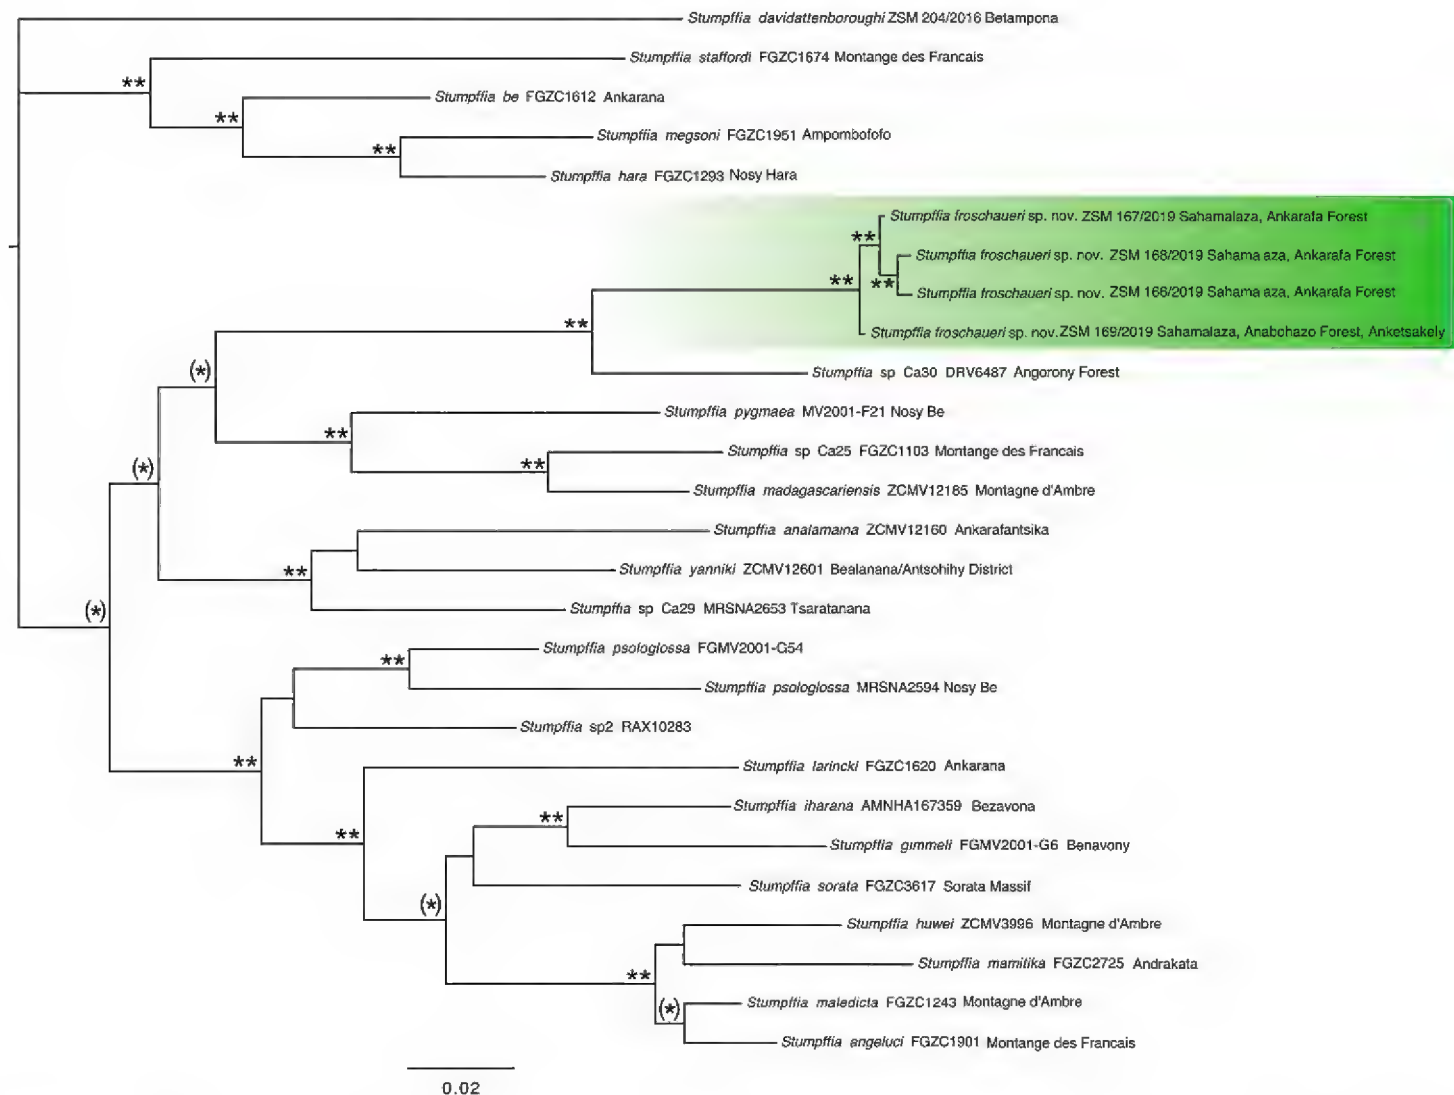 Stumpffia davidattenboroughi ZSM 204/2016 Betampona
Stumpffia staffordi FGZC1674 Montange des Francais
**
Stumpffia be FGZC1612 Ankarana
**
Stumpffia megsoni FGZC1951 Ampombofofo
**
Stumpffia hara FGZC1293 Nosy Hara
Stumpffia froschaueri sp. nov. ZSM 167/2019 Sahamalaza, Ankarafa Forest
**
Stumpffia froschaueri sp. nov. ZSM 168/2019 Sahama aza, Ankarafa Forest
** **
Stumpffia froschaueri sp. nov. ZSM 166/2019 Sahama aza, Ankarafa Forest
**
Stumpffia froschaueri sp. nov. ZSM 169/2019 Sahamalaza, Anabohazo Forest, Anketsakely
(*)
Stumpffia sp Ca30 DRV6487 Angorony Forest
Stumpffia pygmaea MV2001-F21 Nosy Be
**
Stumpffia sp Ca25 FGZC1103 Montange des Francais
(*) **
Stumpffia madagascariensis ZCMV12185 Montagne d'Ambre
Stumpffia analamaina ZCMV12160 Ankarafantsika
**
Stumpffia yanniki ZCMV12601 Bealanana/Antsohihy District
(*)
Stumpffia sp Ca29 MRSNA2653 Tsaratanana
Stumpffia psologlossa FGMV2001-G54
**
Stumpffia psologlossa MRSNA2594 Nosy Be
Stumpffia sp2 RAX10283
**
Stumpffia larincki FGZC1620 Ankarana
Stumpffia iharana AMNHA167359 Bezavona
**
**
Stumpffia gimmeli FGMV2001-G6 Benavony
Stumpffia sorata FGZC3617 Sorata Massif
(*)
Stumpffia huwei ZCMV3996 Montagne d'Ambre
Stumpffia mamitika FGZC2725 Andrakata
**
Stumpffia maledicta FGZC1243 Montagne d'Ambre
(*)
Stumpffia angeluci FGZC1901 Montange des Francais
0.02